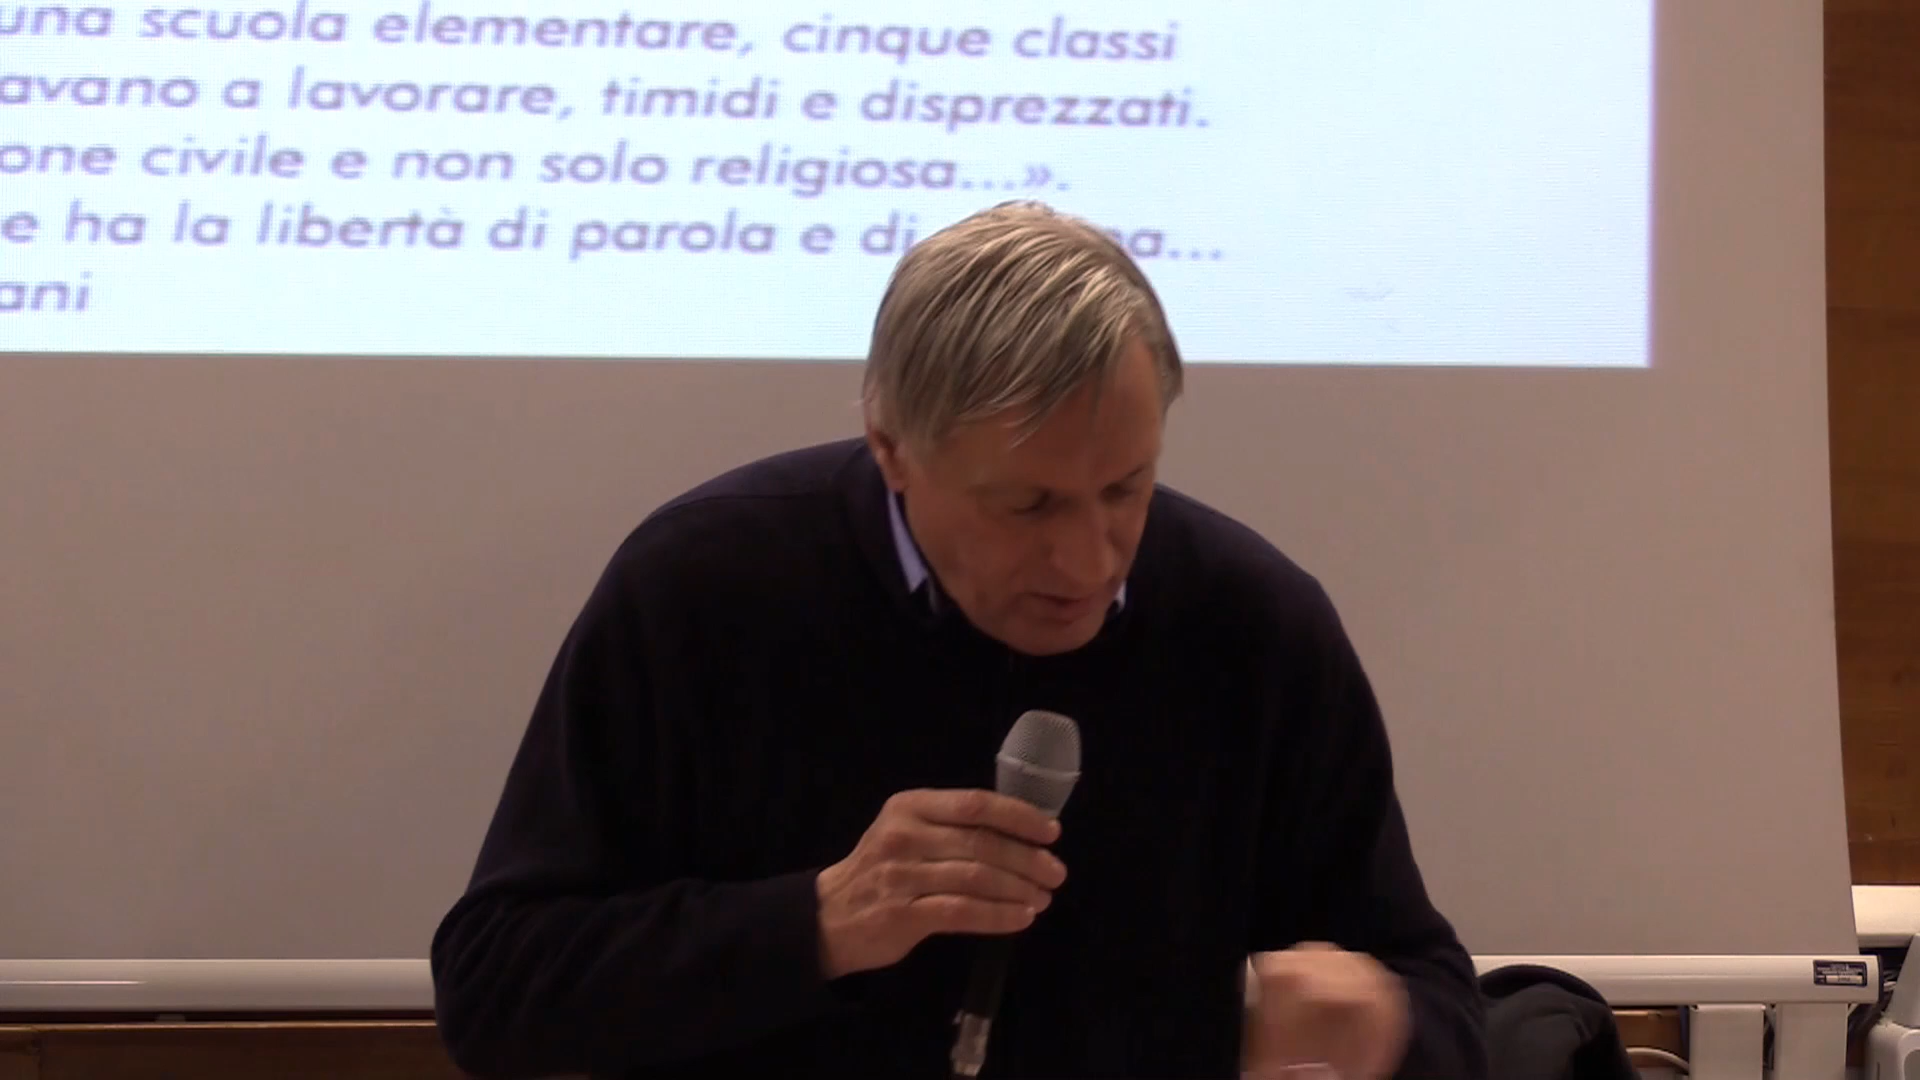 una scuola elementare, cinque classi
avano a lavorare, timidi e disprezzati.
one civile e non solo religiosa...».
e ha la libertà di parola e di
ani